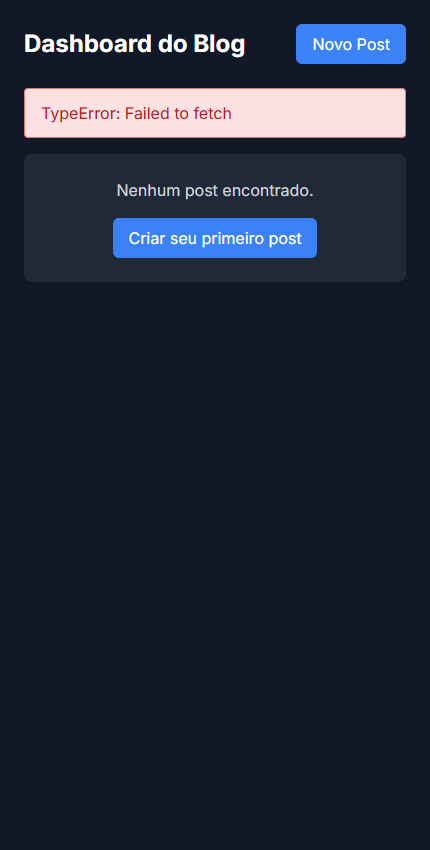 Dashboard do Blog
Novo Post
TypeError: Failed to fetch
Nenhum post encontrado.
Criar seu primeiro post